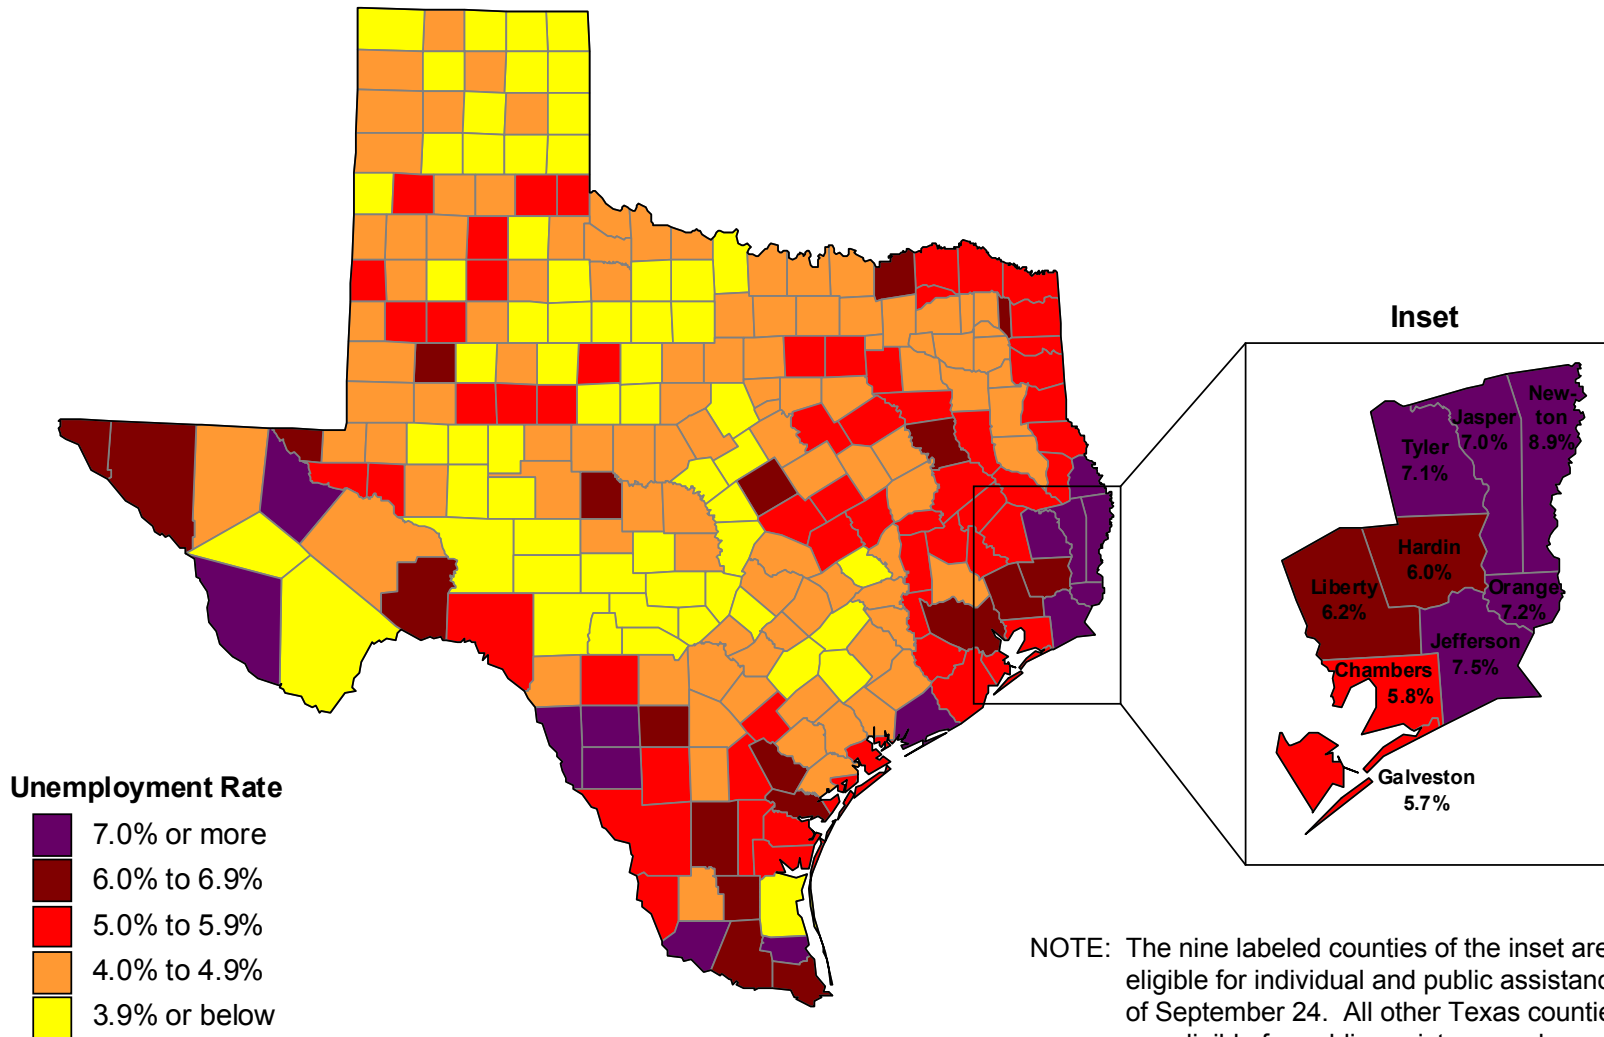 Inset
New-
ton
8.9%
Jasper
7.0%
Tyler
7.1%
Hardin
6.0%
Liberty
6.2%
Orange
7.2%
Jefferson
7.5%
Chambers
5.8%
Galveston
5.7%
Unemployment Rate
7.0% or more
6.0% to 6.9%
5.0% to 5.9%
4.0% to 4.9%
3.9% or below
NOTE: The nine labeled counties of the inset are
eligible for individual and public assistanc
of September 24. All other Texas countie